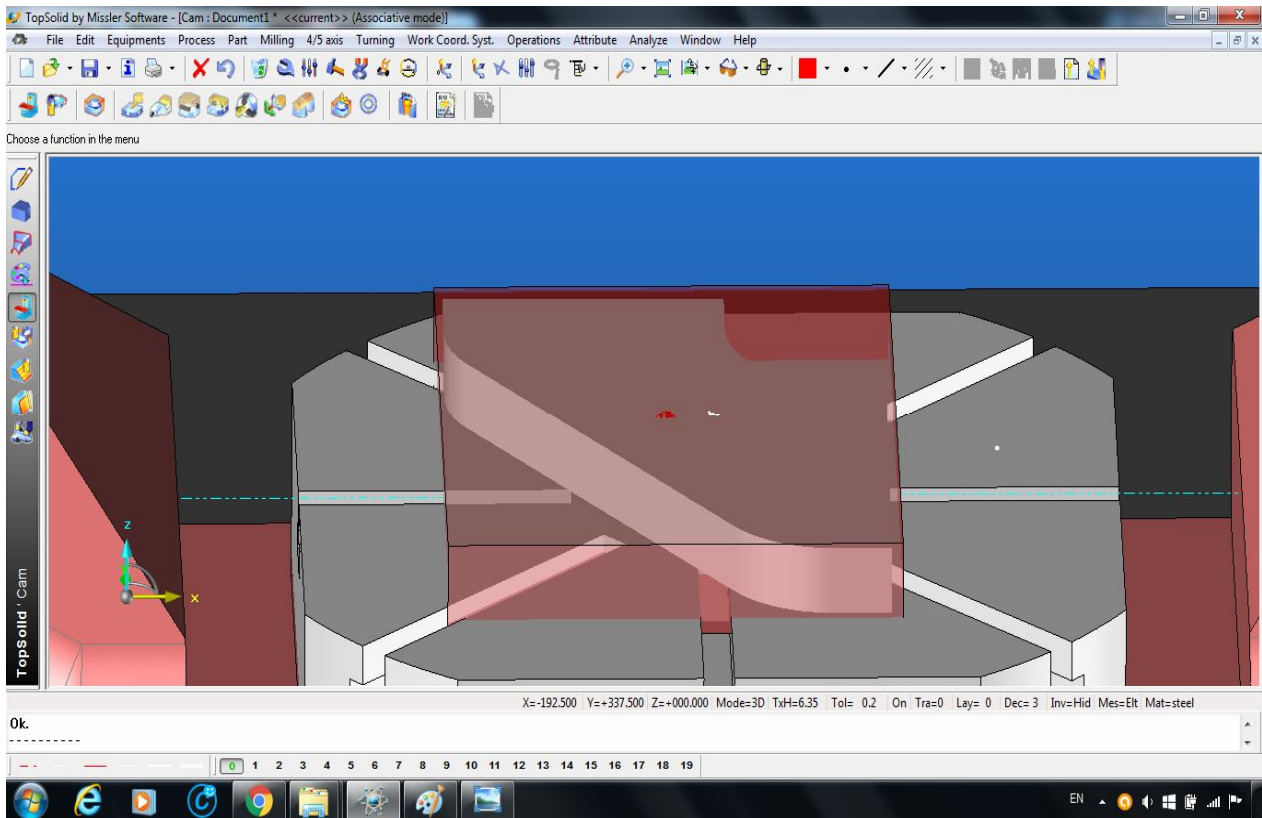 TopSolid by Missler Software - [Cam : Document1 * <<current>> (Associative mode)]
File Edit Equipments Process Part Milling 4/5 axis Turning Work Coord. Syst. Operations Attribute Analyze Window Help
Choose a function in the menu
z
x
TopSolid ' Cam
X=-192.500 Y=+337.500 Z=+000.000 Mode=3D TxH=6.35 Tol= 0.2 On Tra=0 Lay= 0 Dec= 3 Inv=Hid Mes=Elt Mat=steel
Ok.
----------
0 1 2 3 4 5 6 7 8 9 10 11 12 13 14 15 16 17 18 19
EN